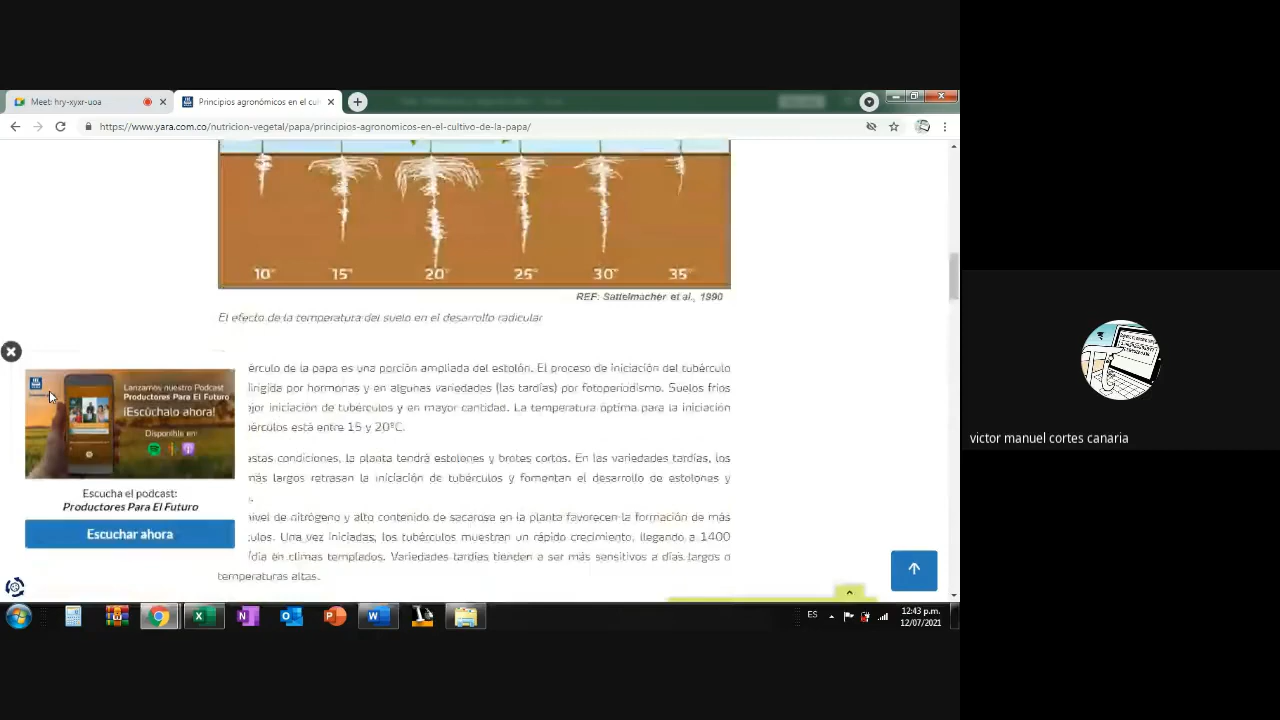 Meet: hry-xyxr-uoa
Principios agronómicos en el cu
https://www.yara.com.co/nutricion-vegetal/papa/principios-agronomicos-en-el-cultivo-de-la-papa/
10° 15° 20° 25° 30° 35°
REF: Sattelmacher et al., 1990
El efecto de la temperatura del suelo en el desarrollo radicular
érculo de la papa es una porción ampliada del estolón. El proceso de iniciación del tubérculo
irigida por hormonas y en algunas variedades (las tardías) por fotoperiodismo. Suelos fríos
jor iniciación de tubérculos y en mayor cantidad. La temperatura óptima para la iniciación
bérculos está entre 15 y 20ºC.
stas condiciones, la planta tendrá estolones y brotes cortos. En las variedades tardías, los
más largos retrasan la iniciación de tubérculos y fomentan el desarrollo de estolones y
.
ivel de nitrógeno y alto contenido de sacarosa en la planta favorecen la formación de más
ulos. Una vez iniciadas, los tubérculos muestran un rápido crecimiento, llegando a 1400
día en climas templados. Variedades tardías tienden a ser más sensitivos a días largos o
temperaturas altas.
Lanzamos nuestro Podcast
Productores Para El Futuro
¡Escúchalo ahora!
Disponible en:
Escucha el podcast:
Productores Para El Futuro
Escuchar ahora
victor manuel cortes canaria
ES
12:43 p.m.
12/07/2021